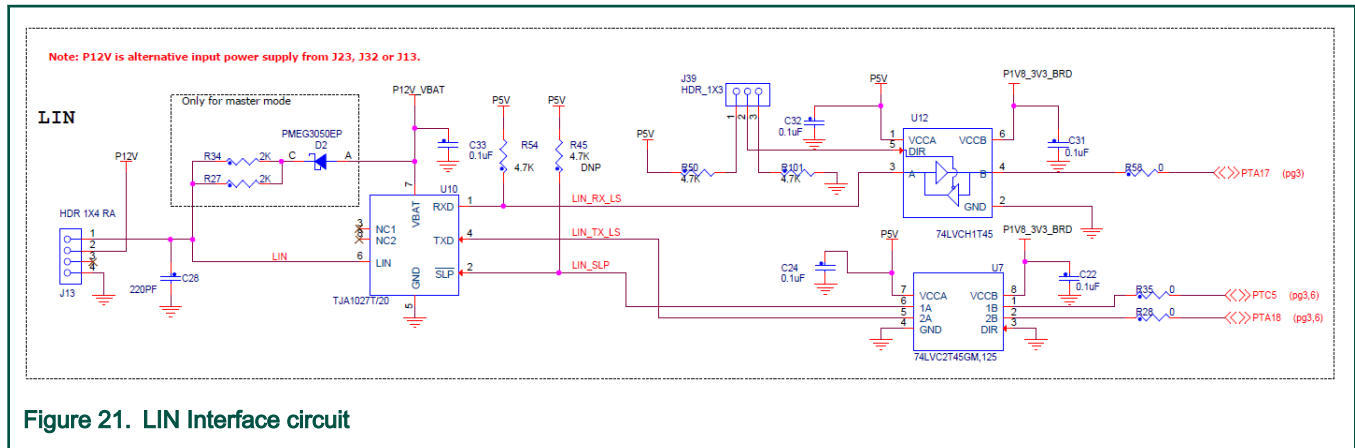 Note: P12V is alternative input power supply from J23, J32 or J13.
LIN
Only for master mode
P12V
R34
2K
R27
2K
PMEG3050EP
D2
C
A
P12V_VBAT
C33
0.1uF
P5V
R54
4.7K
P5V
R45
4.7K
DNP
HDR 1X4 RA
1
2
3
4
J13
C28
220PF
LIN
U10
7
VBAT
RXD
1
TXD
4
SLP
2
3
NC1
8
NC2
6
LIN
GND
5
TJA1027T/20
LIN_RX_LS
LIN_TX_LS
LIN_SLP
J39
HDR_1X3
1
2
3
P5V
R50
4.7K
R101
4.7K
P5V
C32
0.1uF
U12
1
VCCA
5
DIR
3
A
VCCB
6
B
4
GND
2
74LVCH1T45
P1V8_3V3_BRD
C31
0.1uF
R58
0
PTA17 (pg3)
P5V
C24
0.1uF
U7
7
VCCA
6
1A
5
2A
4
GND
VCCB
8
1B
1
2B
2
DIR
3
74LVC2T45GM,125
P1V8_3V3_BRD
C22
0.1uF
R35
0
PTC5 (pg3,6)
R28
0
PTA18 (pg3,6)
Figure 21. LIN Interface circuit